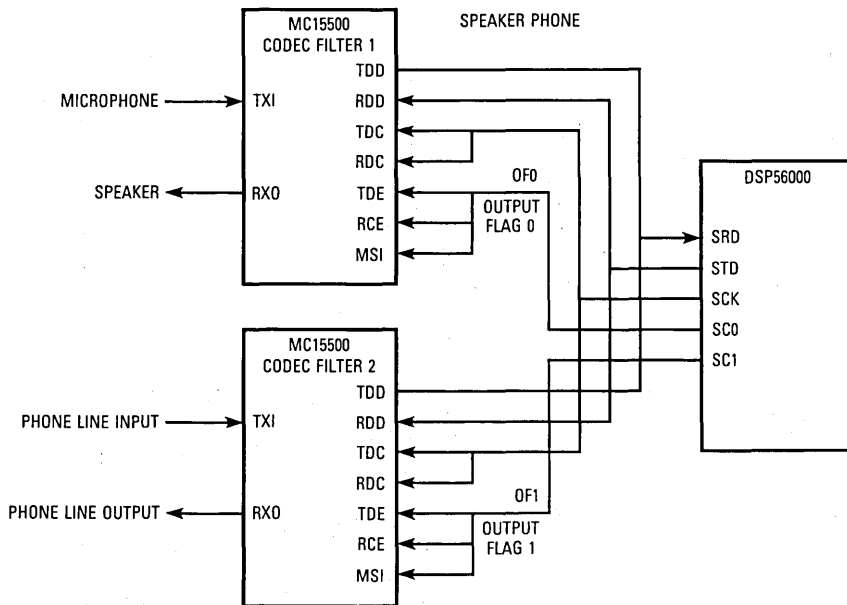 SPEAKER PHONE
MC15500
CODEC FILTER 1
MICROPHONE
SPEAKER
TXI
RXO
TDD
RDD
TDC
RDC
TDE
RCE
MSI
OF0
OUTPUT
FLAG 0
DSP56000
SRD
STD
SCK
SC0
SC1
MC15500
CODEC FILTER 2
PHONE LINE INPUT
PHONE LINE OUTPUT
TXI
RXO
TDD
RDD
TDC
RDC
TDE
RCE
MSI
OF1
OUTPUT
FLAG 1